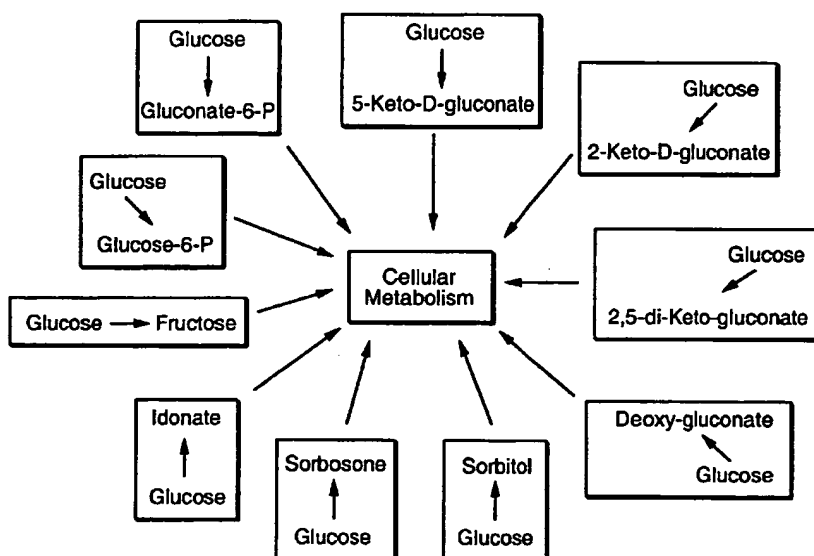 Glucose
Gluconate-6-P
Glucose
5-Keto-D-gluconate
Glucose
2-Keto-D-gluconate
Glucose
Glucose-6-P
Cellular
Metabolism
Glucose
2,5-di-Keto-gluconate
Glucose
Fructose
Idonate
Glucose
Sorbosone
Glucose
Sorbitol
Glucose
Deoxy-gluconate
Glucose